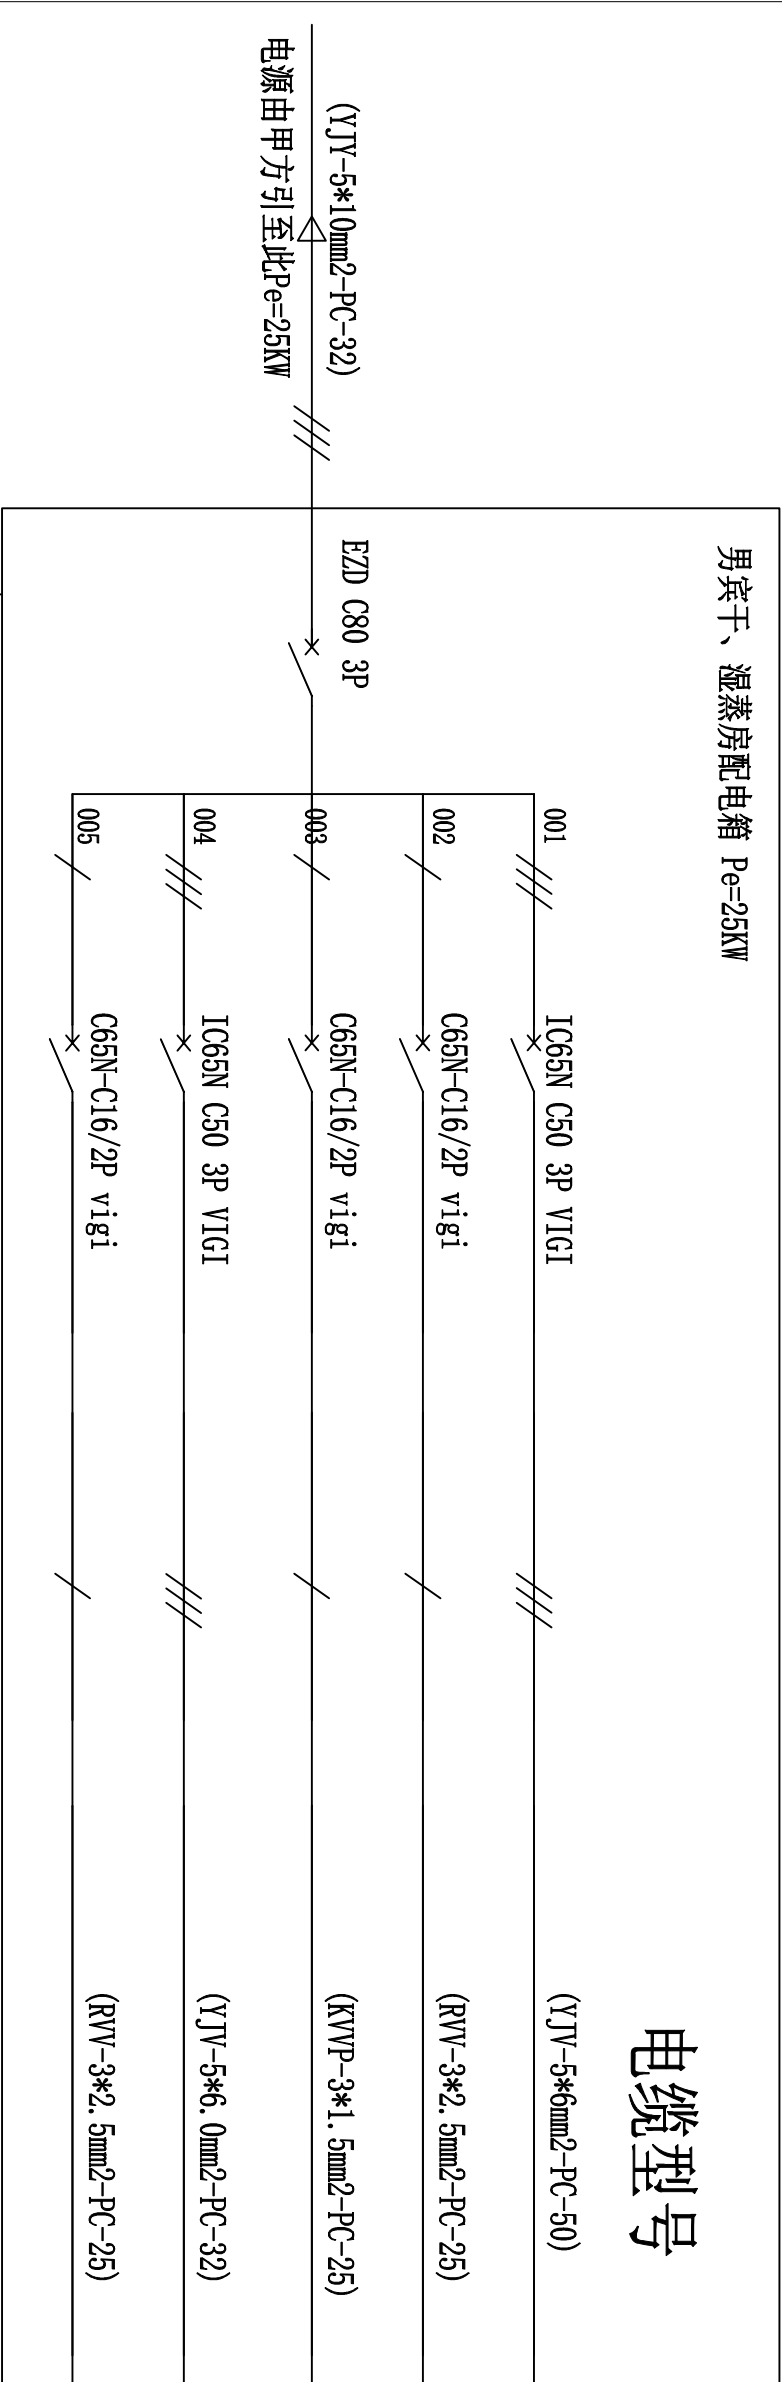 男宾干、湿蒸房配电箱 Pe=25KW
电缆型号
(YJY-5*10mm2-PC-32)
电源由甲方引至此Pe=25KW
EZD C80 3P
001
IC65N C50 3P VIGI
(YJV-5*6mm2-PC-50)
002
C65N-C16/2P vigi
(RVV-3*2.5mm2-PC-25)
003
C65N-C16/2P vigi
(KVVP-3*1.5mm2-PC-25)
004
IC65N C50 3P VIGI
(YJV-5*6.0mm2-PC-32)
005
C65N-C16/2P vigi
(RVV-3*2.5mm2-PC-25)